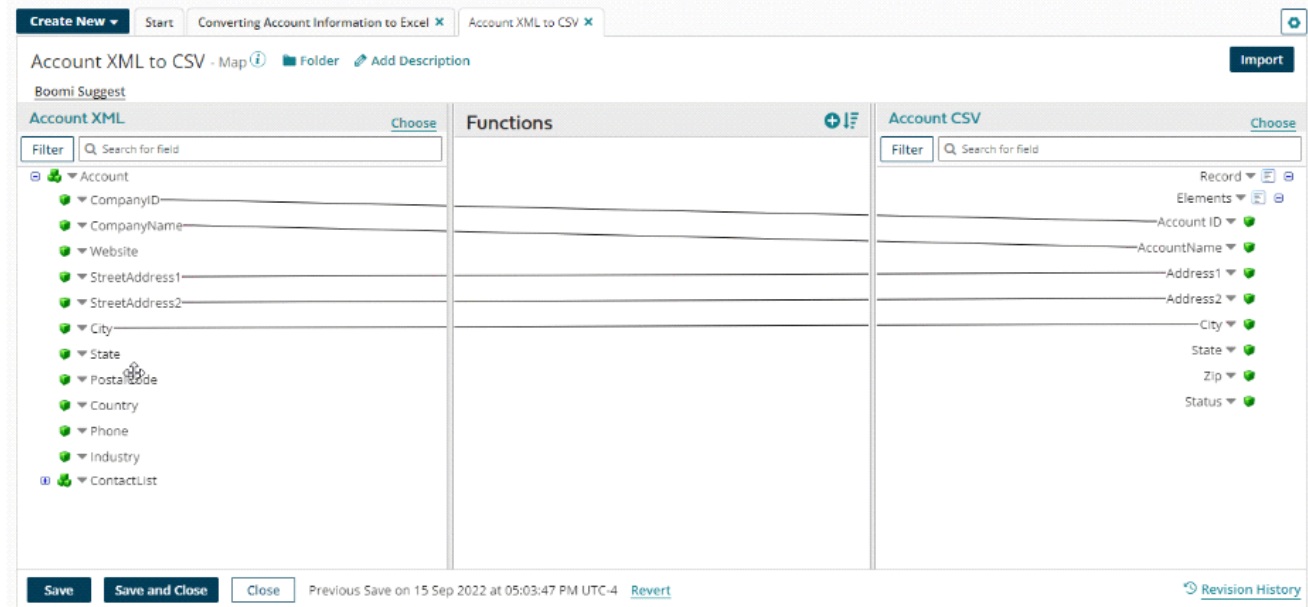 Create New Start Converting Account Information to Excel × Account XML to CSV ×
Account XML to CSV - Map i Folder Add Description Import
Boomi Suggest
Account XML Choose Functions Account CSV Choose
Filter Search for field Filter Search for field
Account Record
CompanyID Elements
CompanyName Account ID
Website AccountName
StreetAddress1 Address1
StreetAddress2 Address2
City City
State State
PostalCode Zip
Country Status
Phone
Industry
ContactList
Save Save and Close Close Previous Save on 15 Sep 2022 at 05:03:47 PM UTC-4 Revert Revision History